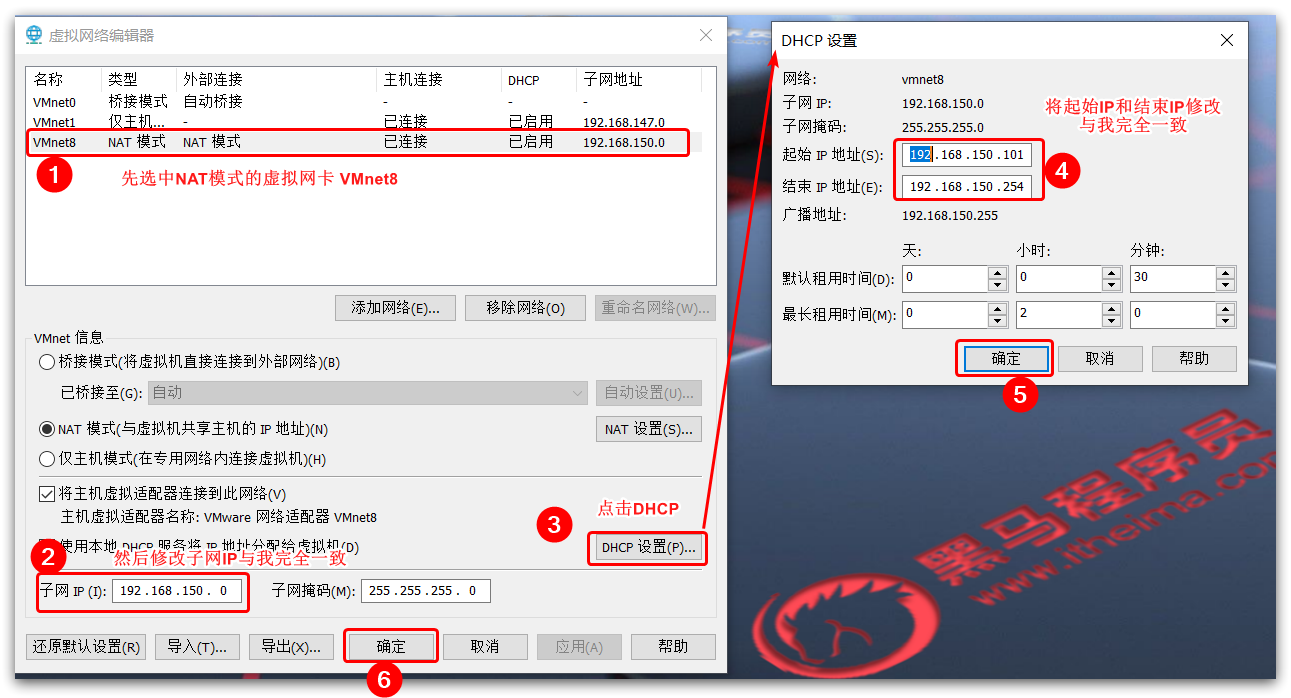 虚拟网络编辑器
名称 类型 外部连接 主机连接 DHCP 子网地址
VMnet0 桥接模式 自动桥接 - - -
VMnet1 仅主机... - 已连接 已启用 192.168.147.0
VMnet8 NAT 模式 NAT 模式 已连接 已启用 192.168.150.0
1 先选中NAT模式的虚拟网卡 VMnet8
添加网络(E)... 移除网络(O) 重命名网络(W)...
VMnet 信息
桥接模式(将虚拟机直接连接到外部网络)(B)
已桥接至(G): 自动 自动设置(U)...
NAT 模式(与虚拟机共享主机的 IP 地址)(N) NAT 设置(S)...
仅主机模式(在专用网络内连接虚拟机)(H)
将主机虚拟适配器连接到此网络(V)
主机虚拟适配器名称: VMware 网络适配器 VMnet8
3 点击DHCP
使用本地 DHCP 服务将 IP 地址分配给虚拟机(D) DHCP 设置(P)...
2 然后修改子网IP与我完全一致
子网 IP (I): 192 . 168 . 150 . 0 子网掩码(M): 255 . 255 . 255 . 0
还原默认设置(R) 导入(T)... 导出(X)... 确定 取消 应用(A) 帮助
6
DHCP 设置
网络: vmnet8
子网 IP: 192.168.150.0
子网掩码: 255.255.255.0
将起始IP和结束IP修改
与我完全一致
起始 IP 地址(S): 192 . 168 . 150 . 101
4
结束 IP 地址(E): 192 . 168 . 150 . 254
广播地址: 192.168.150.255
天: 小时: 分钟:
默认租用时间(D): 0 0 30
最长租用时间(M): 0 2 0
确定 取消 帮助
5
黑马程序员
www.itheima.com